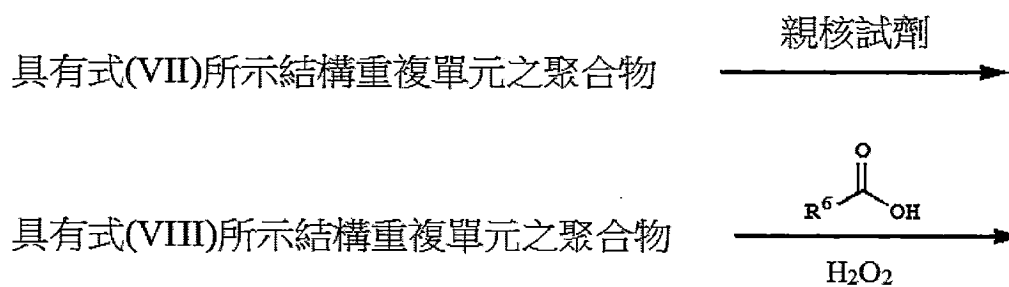 親核試劑
具有式(VII)所示結構重複單元之聚合物
O
R⁶ OH
具有式(VIII)所示結構重複單元之聚合物
H₂O₂